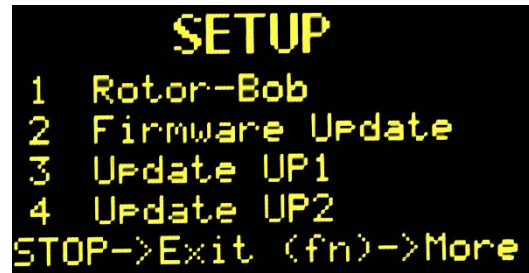 SETUP
1 Rotor-Bob
2 Firmware Update
3 Update UP1
4 Update UP2
STOP->Exit (fn)->More